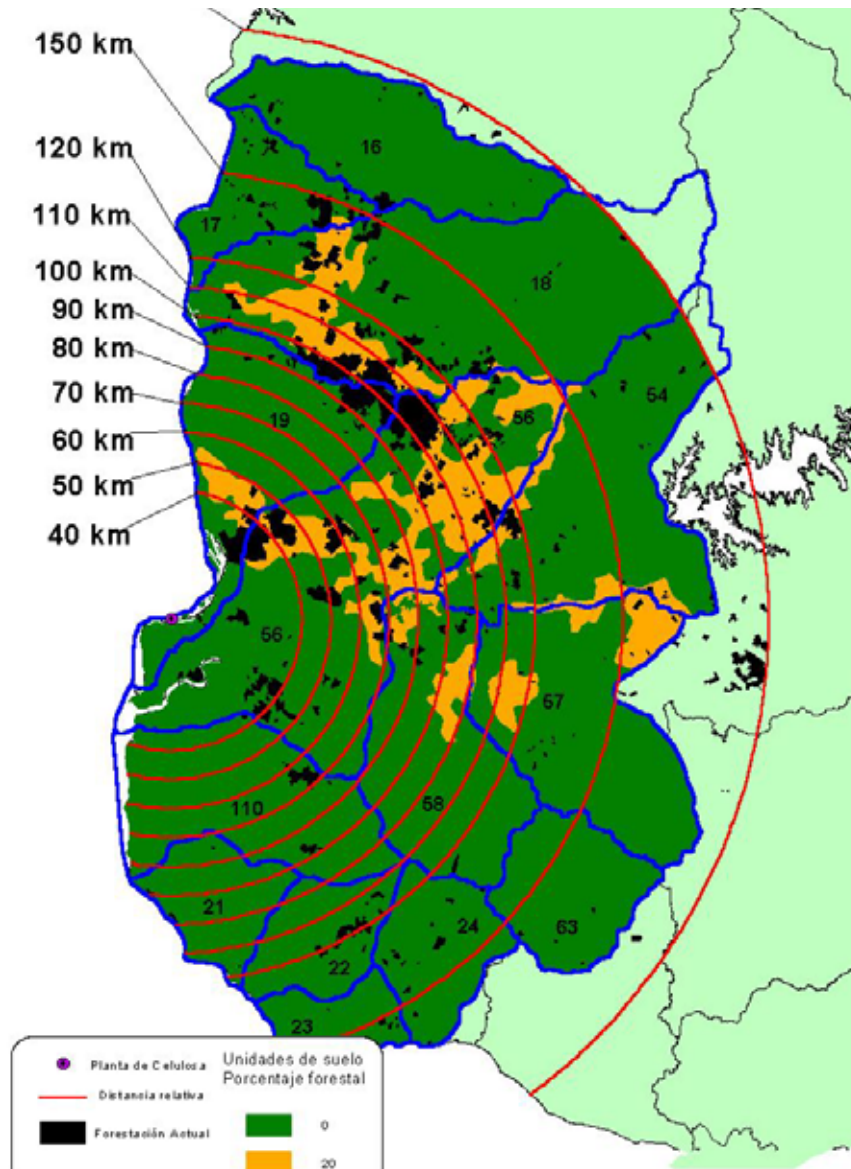 150 km
120 km
110 km
100 km
90 km
80 km
70 km
60 km
50 km
40 km
16
17
18
54
56
19
56
67
110
58
21
24
63
22
23
Planta de Celulosa
Distancia relativa
Forestación Actual
Unidades de suelo
Porcentaje forestal
0
20